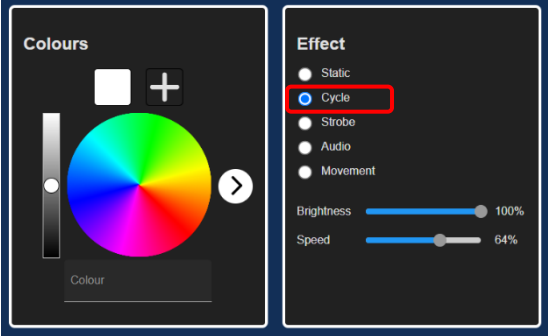 Colours
Colour
Effect
Static
Cycle
Strobe
Audio
Movement
Brightness 100%
Speed 64%